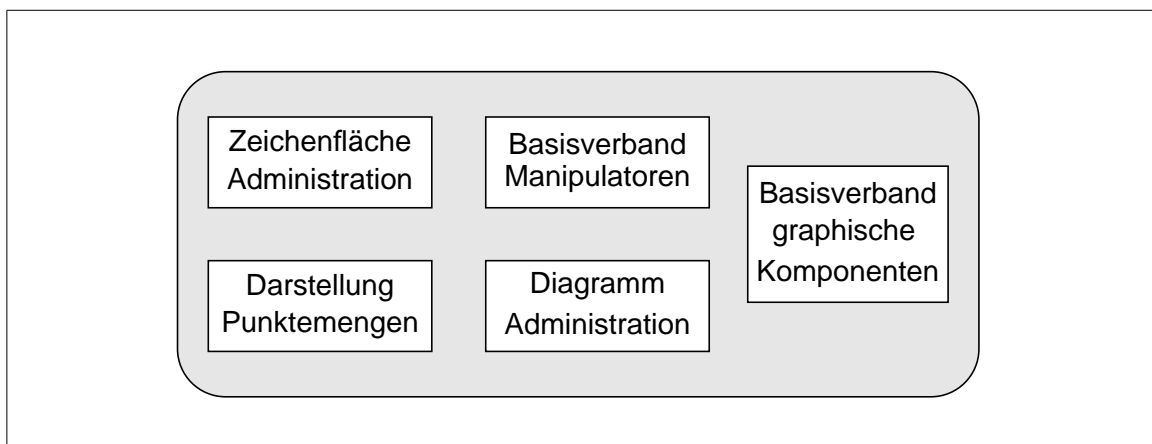 Zeichenfläche
Administration
Basisverband
Manipulatoren
Basisverband
graphische
Komponenten
Darstellung
Punktemengen
Diagramm
Administration